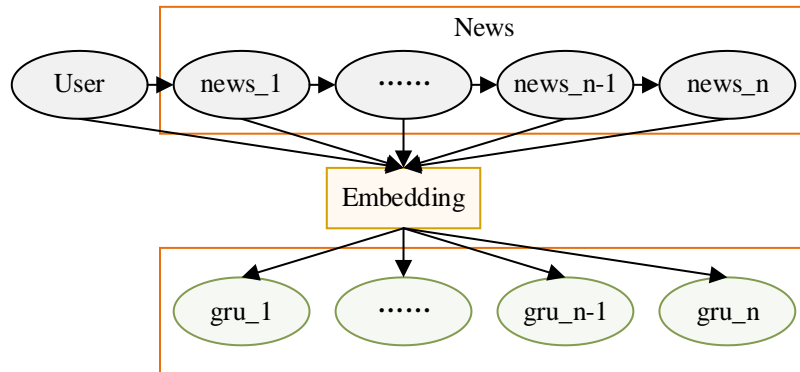 News
User news_1 ······ news_n-1 news_n
Embedding
gru_1 ······ gru_n-1 gru_n